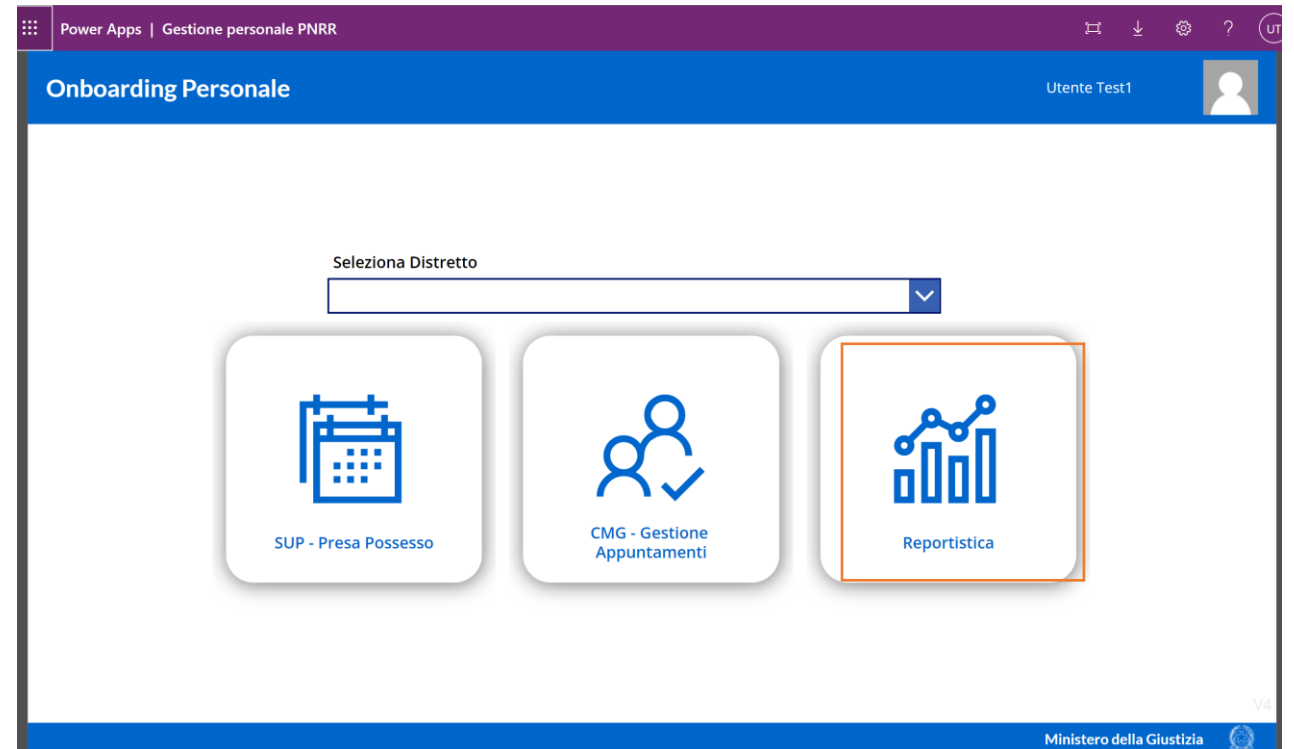 Power Apps | Gestione personale PNRR
?
UT
Onboarding Personale
Utente Test1
Seleziona Distretto
SUP - Presa Possesso
CMG - Gestione
Appuntamenti
Reportistica
V4
Ministero della Giustizia